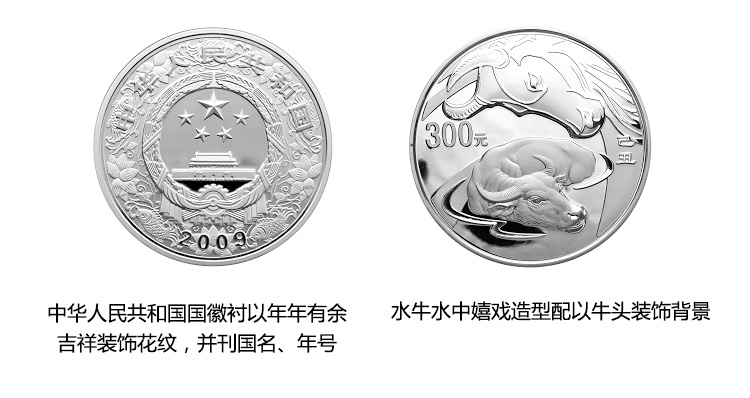 中华人民共和国
2009
300元
己丑
中华人民共和国国徽衬以年年有余
吉祥装饰花纹，并刊国名、年号
水牛水中嬉戏造型配以牛头装饰背景